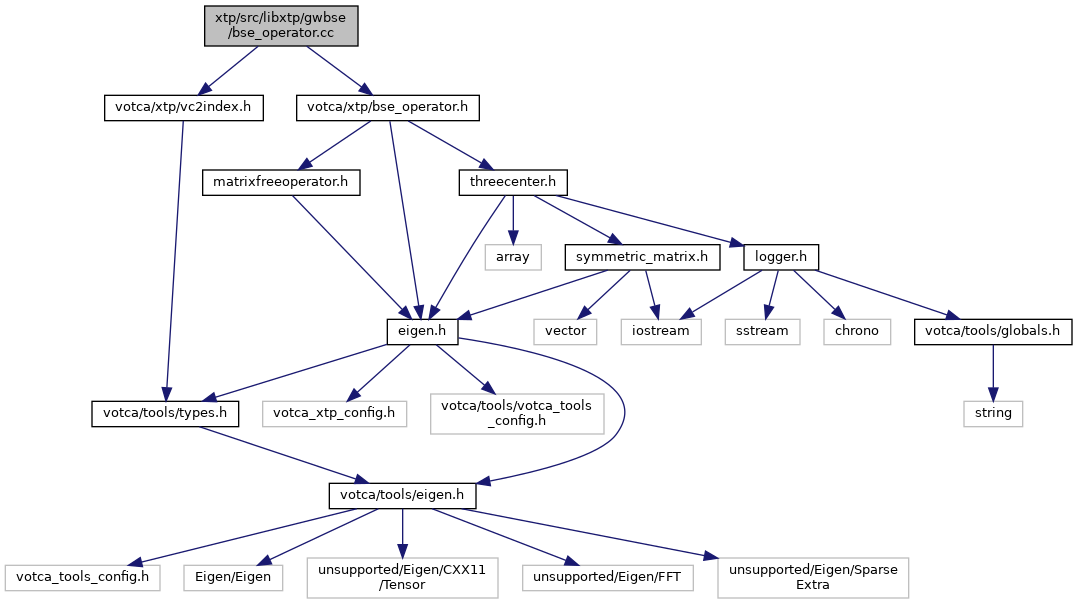 xtp/src/libxtp/gwbse
/bse_operator.cc
votca/xtp/vc2index.h
votca/xtp/bse_operator.h
matrixfreeoperator.h
threecenter.h
array
symmetric_matrix.h
logger.h
eigen.h
vector
iostream
sstream
chrono
votca/tools/globals.h
votca/tools/types.h
votca_xtp_config.h
votca/tools/votca_tools
_config.h
string
votca/tools/eigen.h
votca_tools_config.h
Eigen/Eigen
unsupported/Eigen/CXX11
/Tensor
unsupported/Eigen/FFT
unsupported/Eigen/Sparse
Extra